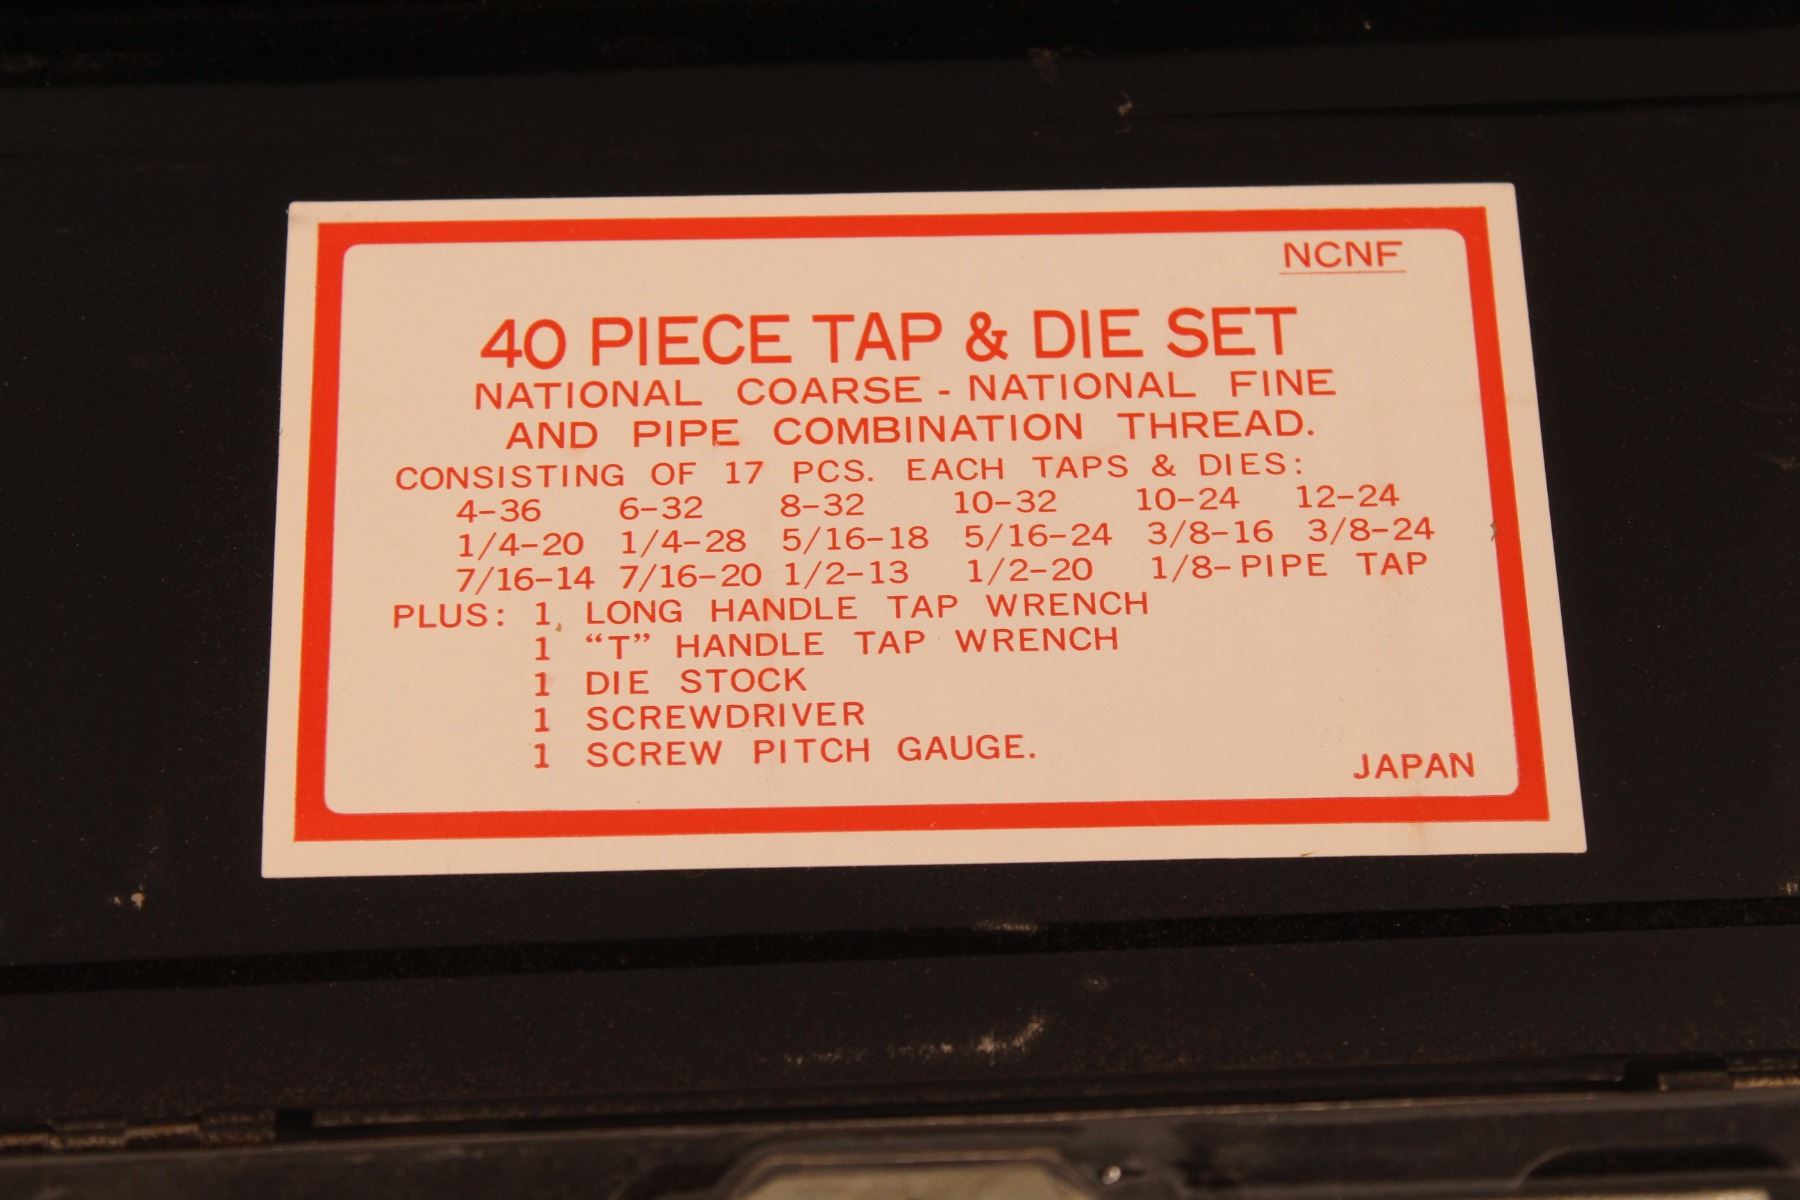 NCNF
40 PIECE TAP & DIE SET
NATIONAL COARSE - NATIONAL FINE
AND PIPE COMBINATION THREAD.
CONSISTING OF 17 PCS. EACH TAPS & DIES:
4-36 6-32 8-32 10-32 10-24 12-24
1/4-20 1/4-28 5/16-18 5/16-24 3/8-16 3/8-24
7/16-14 7/16-20 1/2-13 1/2-20 1/8-PIPE TAP
PLUS: 1 LONG HANDLE TAP WRENCH
1 “T” HANDLE TAP WRENCH
1 DIE STOCK
1 SCREWDRIVER
1 SCREW PITCH GAUGE.
JAPAN